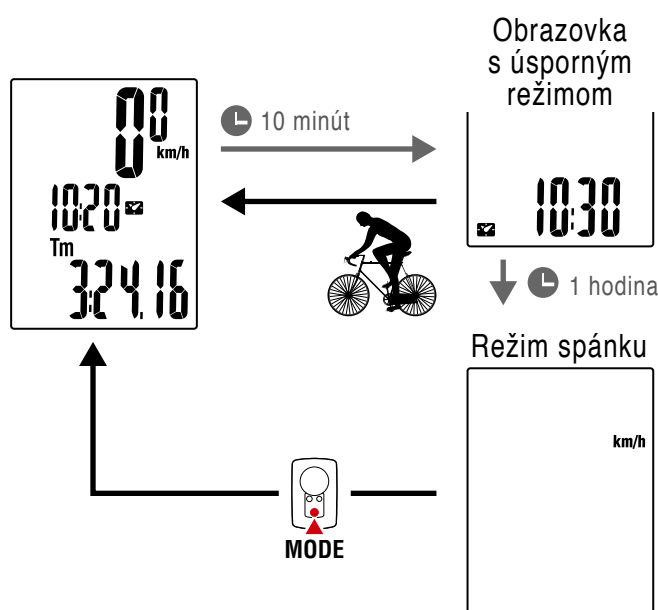 Obrazovka
s úsporným
režimom
00
km/h
10 minút
10:20
Tm
3:24.16
10:30
1 hodina
Režim spánku
km/h
MODE